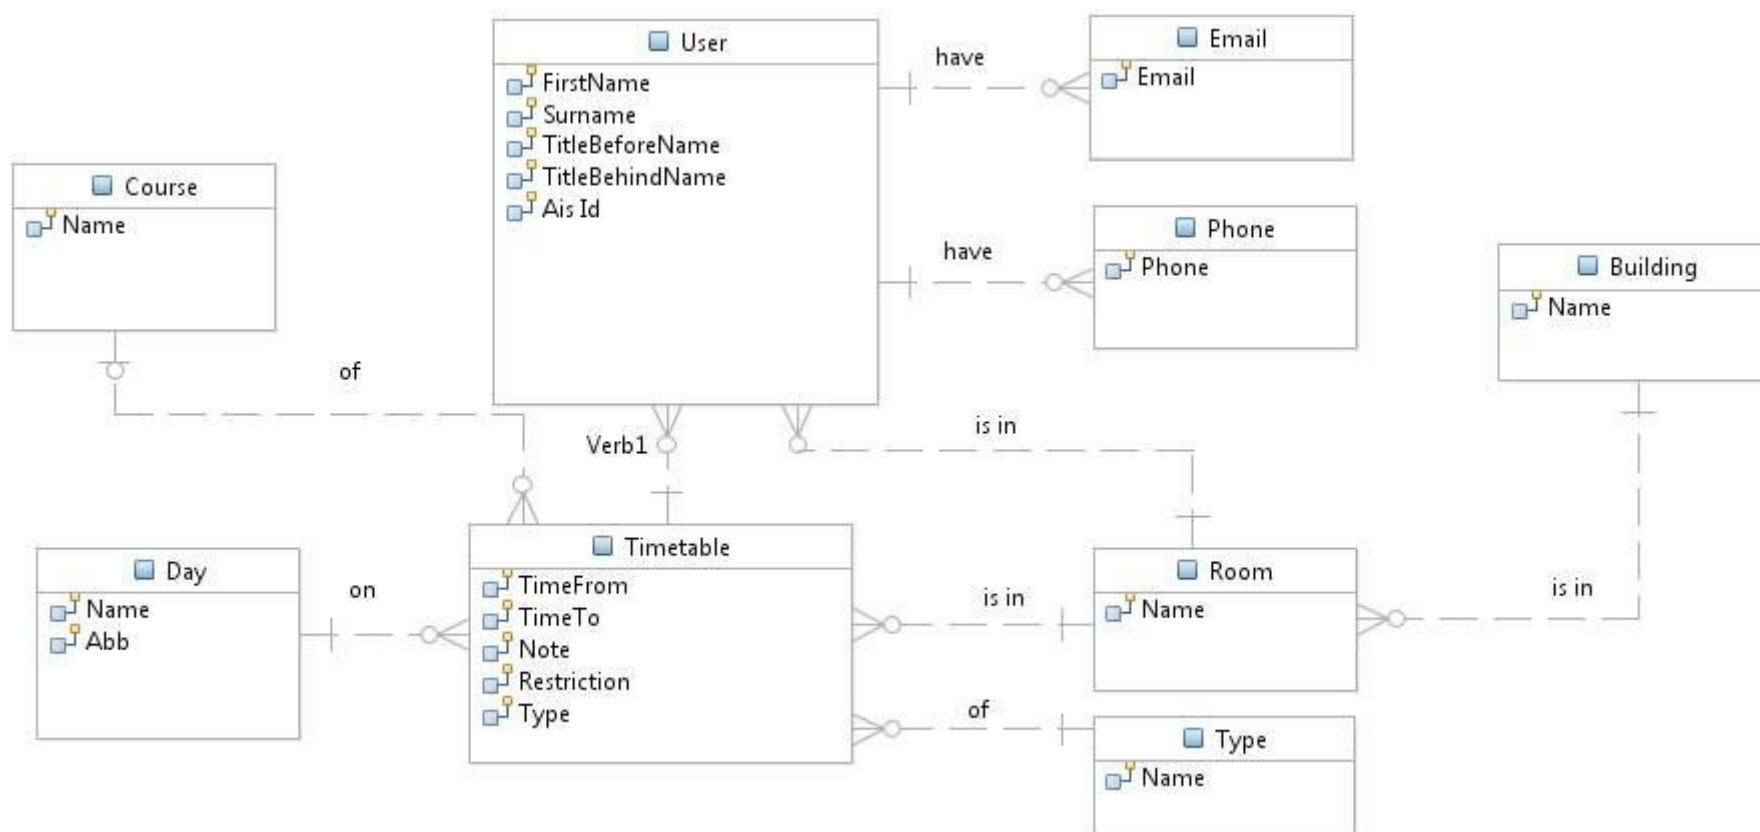 User
FirstName
Surname
TitleBeforeName
TitleBehindName
Ais Id
have
Email
Email
Course
Name
have
Phone
Phone
Building
Name
of
Verb1
is in
Day
Name
Abb
on
Timetable
TimeFrom
TimeTo
Note
Restriction
Type
is in
Room
Name
is in
of
Type
Name